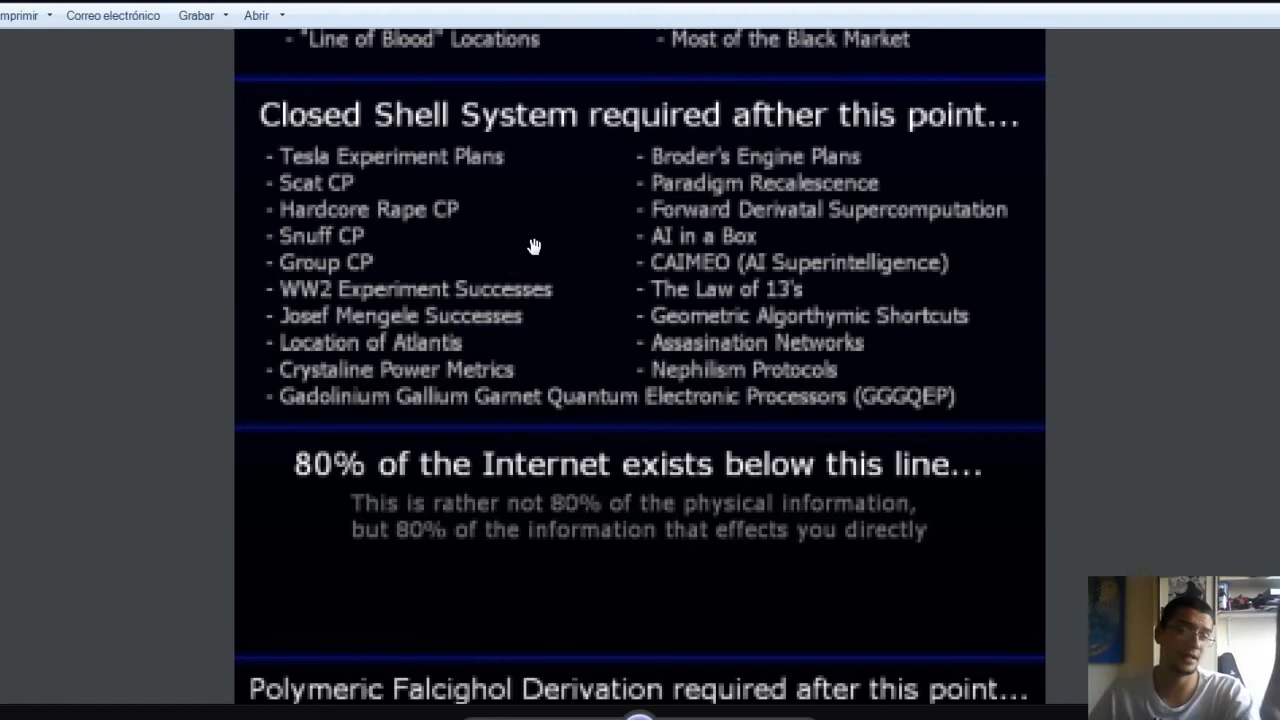 mprimir Correo electrónico Grabar Abrir
- "Line of Blood" Locations
- Most of the Black Market
Closed Shell System required afther this point...
- Tesla Experiment Plans
- Scat CP
- Hardcore Rape CP
- Snuff CP
- Group CP
- WW2 Experiment Successes
- Josef Mengele Successes
- Location of Atlantis
- Crystaline Power Metrics
- Broder's Engine Plans
- Paradigm Recalescence
- Forward Derivatal Supercomputation
- AI in a Box
- CAIMEO (AI Superintelligence)
- The Law of 13's
- Geometric Algorthymic Shortcuts
- Assasination Networks
- Nephilism Protocols
- Gadolinium Gallium Garnet Quantum Electronic Processors (GGGQEP)
80% of the Internet exists below this line...
This is rather not 80% of the physical information,
but 80% of the information that effects you directly
Polymeric Falcighol Derivation required after this point...